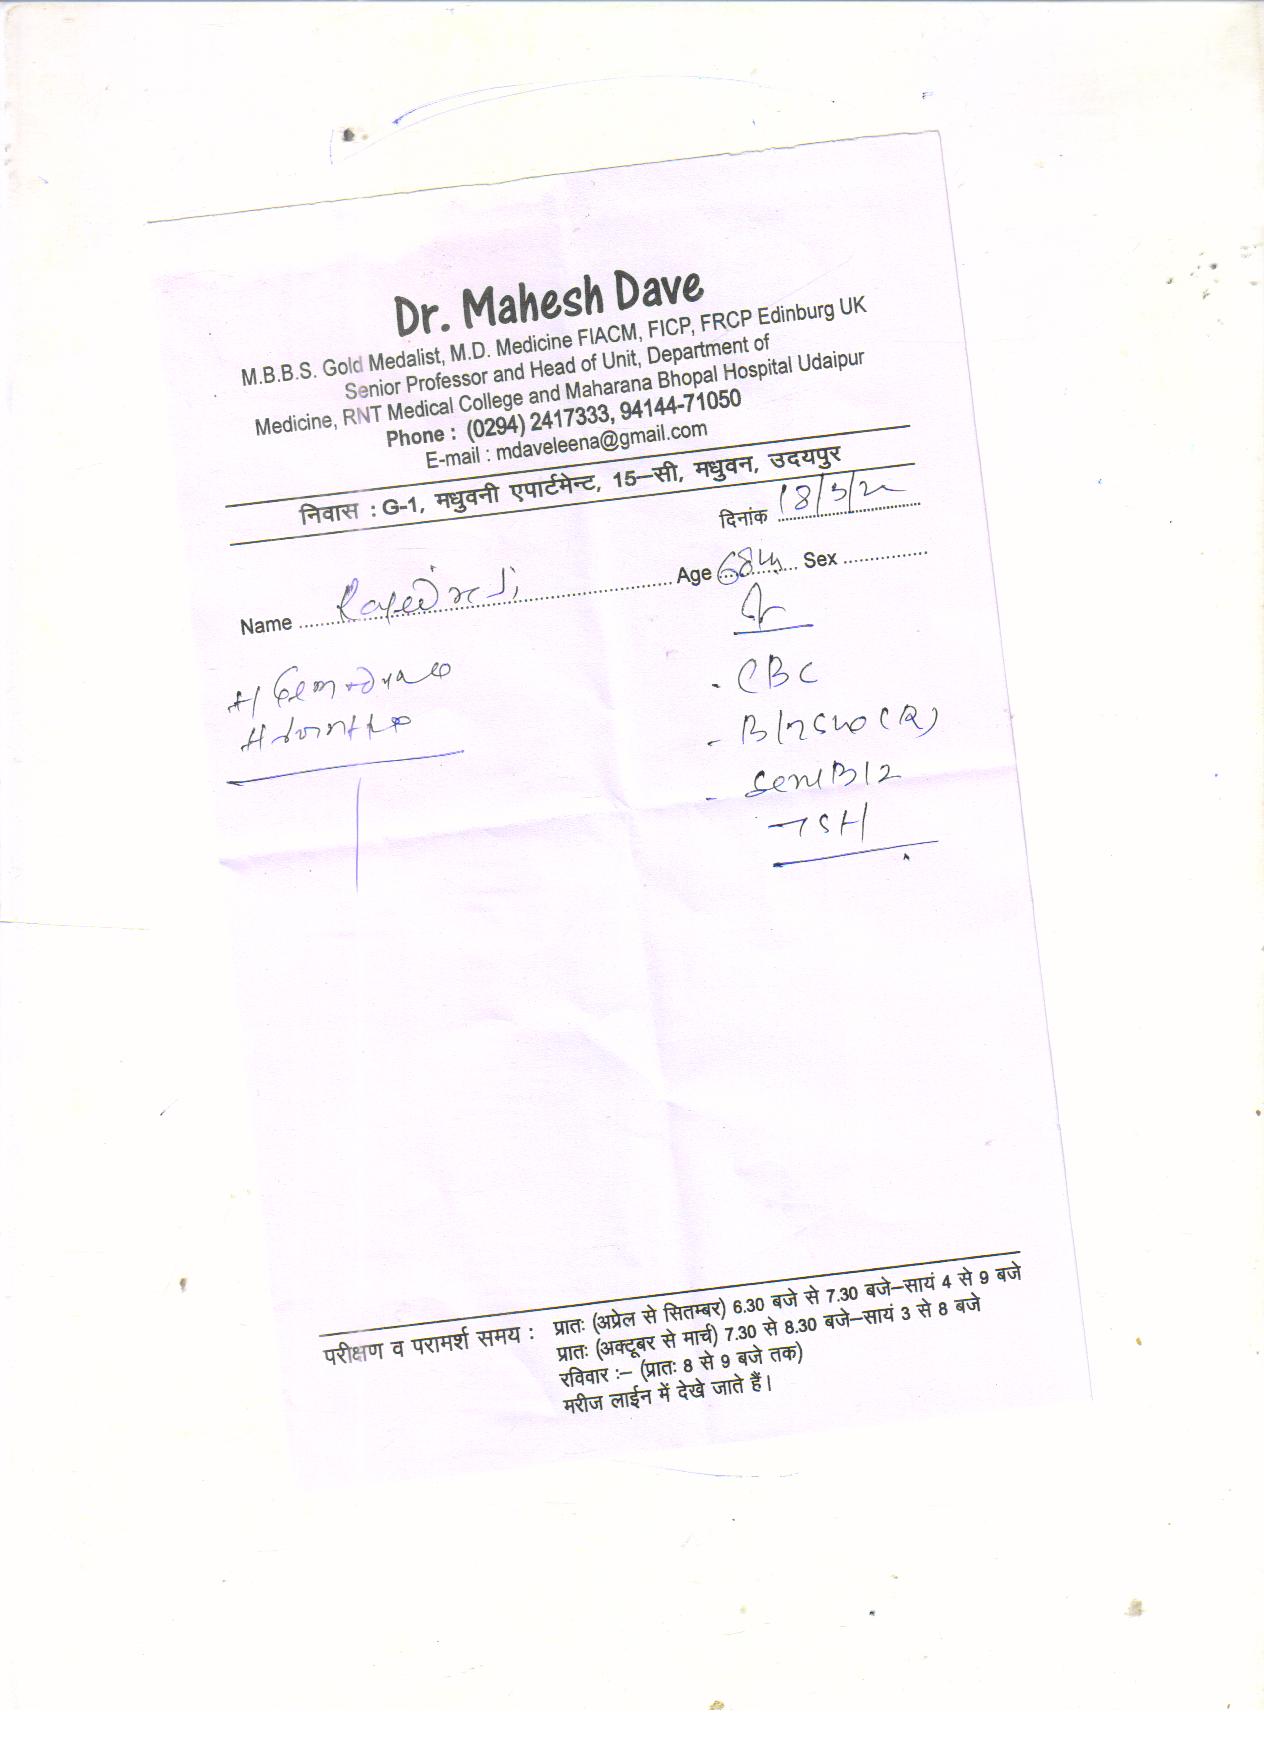 Dr. Mahesh Dave
M.B.B.S. Gold Medalist, M.D. Medicine FIACM, FICP, FRCP Edinburg UK
Senior Professor and Head of Unit, Department of
Medicine, RNT Medical College and Maharana Bhopal Hospital Udaipur
Phone : (0294) 2417333, 94144-71050
E-mail : mdaveleena@gmail.com
निवास : G-1, मधुवनी एपार्टमेन्ट, 15–सी, मधुवन, उदयपुर
दिनांक 18/5/22
Name Age 68 Sex
- CBC
-
- B12
TSH
परीक्षण व परामर्श समय : प्रातः (अप्रेल से सितम्बर) 6.30 बजे से 7.30 बजे–सायं 4 से 9 बजे
प्रातः (अक्टूबर से मार्च) 7.30 से 8.30 बजे–सायं 3 से 8 बजे
रविवार :– (प्रातः 8 से 9 बजे तक)
मरीज लाईन में देखे जाते हैं।